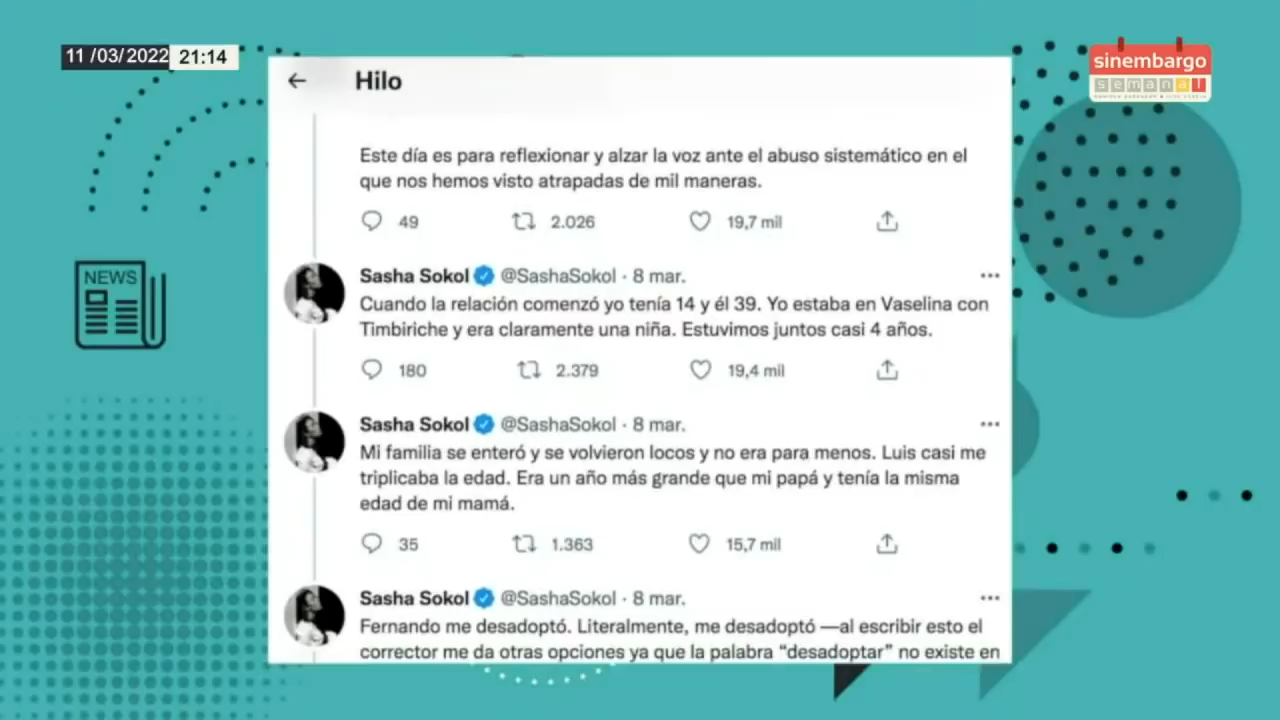 11 /03/2022 21:14
sinembargo
semanal
NEWS
Hilo
Este día es para reflexionar y alzar la voz ante el abuso sistemático en el
que nos hemos visto atrapadas de mil maneras.
49 2.026 19,7 mil
Sasha Sokol @SashaSokol · 8 mar.
Cuando la relación comenzó yo tenía 14 y él 39. Yo estaba en Vaselina con
Timbiriche y era claramente una niña. Estuvimos juntos casi 4 años.
180 2.379 19,4 mil
Sasha Sokol @SashaSokol · 8 mar.
Mi familia se enteró y se volvieron locos y no era para menos. Luis casi me
triplicaba la edad. Era un año más grande que mi papá y tenía la misma
edad de mi mamá.
35 1.363 15,7 mil
Sasha Sokol @SashaSokol · 8 mar.
Fernando me desadoptó. Literalmente, me desadoptó —al escribir esto el
corrector me da otras opciones ya que la palabra “desadoptar” no existe en